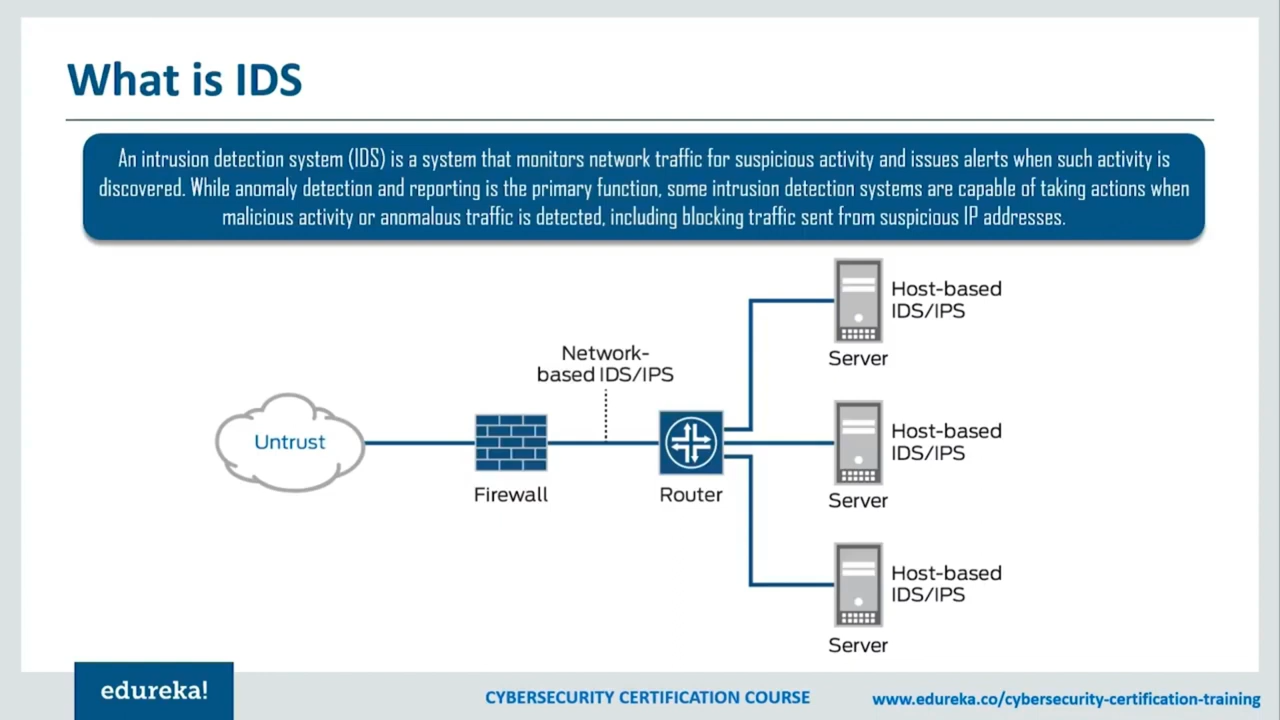 What is IDS
An intrusion detection system (IDS) is a system that monitors network traffic for suspicious activity and issues alerts when such activity is
discovered. While anomaly detection and reporting is the primary function, some intrusion detection systems are capable of taking actions when
malicious activity or anomalous traffic is detected, including blocking traffic sent from suspicious IP addresses.
Host-based
IDS/IPS
Server
Network-
based IDS/IPS
Untrust
Firewall
Router
Host-based
IDS/IPS
Server
Host-based
IDS/IPS
Server
edureka!
CYBERSECURITY CERTIFICATION COURSE
www.edureka.co/cybersecurity-certification-training